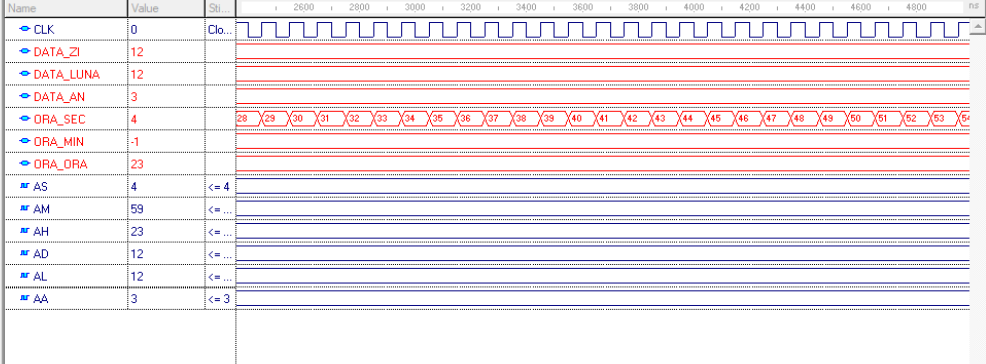 Name Value Sti... 2600 2800 3000 3200 3400 3600 3800 4000 4200 4400 4600 4800 ns
CLK 0 Clo...
DATA_ZI 12
DATA_LUNA 12
DATA_AN 3
ORA_SEC 4 28 29 30 31 32 33 34 35 36 37 38 39 40 41 42 43 44 45 46 47 48 49 50 51 52 53 54
ORA_MIN -1
ORA_ORA 23
AS 4 <= 4
AM 59 <= ...
AH 23 <= ...
AD 12 <= ...
AL 12 <= ...
AA 3 <= 3